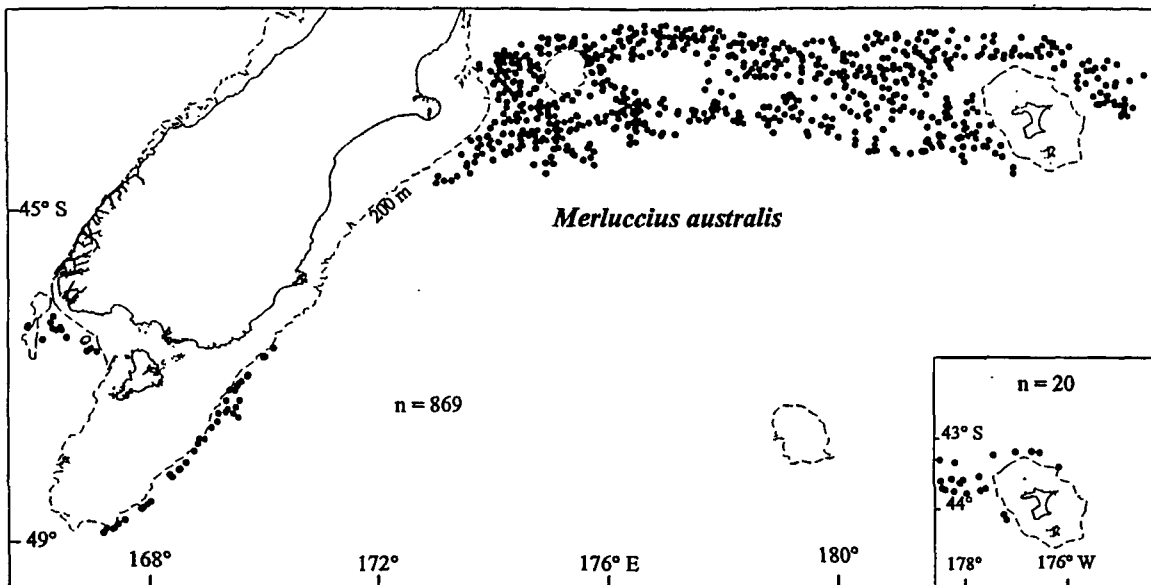 45° S
200 m
Merluccius australis
n = 869
n = 20
43° S
44°
49°
168°
172°
176° E
180°
178°
176° W